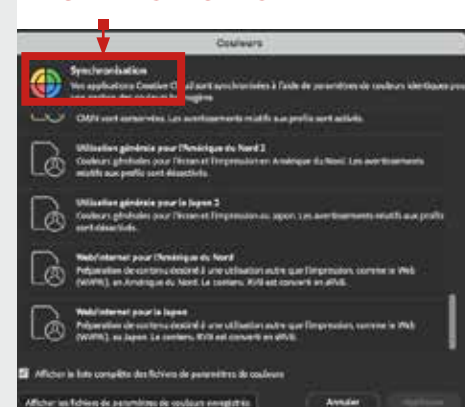 Couleurs
Synchronisation
Vos applications Creative Cloud sont synchronisées à l'aide de paramètres de couleurs identiques pour
une gestion des couleurs homogène.
CMJN sont conservées. Les avertissements relatifs aux profils sont activés.
Utilisation générale pour l'Amérique du Nord 2
Couleurs générales pour l'écran et l'impression en Amérique du Nord. Les avertissements
relatifs aux profils sont désactivés.
Utilisation générale pour le Japon 2
Couleurs générales pour l'écran et l'impression au Japon. Les avertissements relatifs aux profils
sont désactivés.
Web/Internet pour l'Amérique du Nord
Préparation de contenu destiné à une utilisation autre que l'impression, comme le Web
(WWW), en Amérique du Nord. Le contenu RVB est converti en sRVB.
Web/Internet pour le Japon
Préparation de contenu destiné à une utilisation autre que l'impression, comme le Web
(WWW), au Japon. Le contenu RVB est converti en sRVB.
Afficher la liste complète des fichiers de paramètres de couleurs
Afficher les fichiers de paramètres de couleurs enregistrés
Annuler